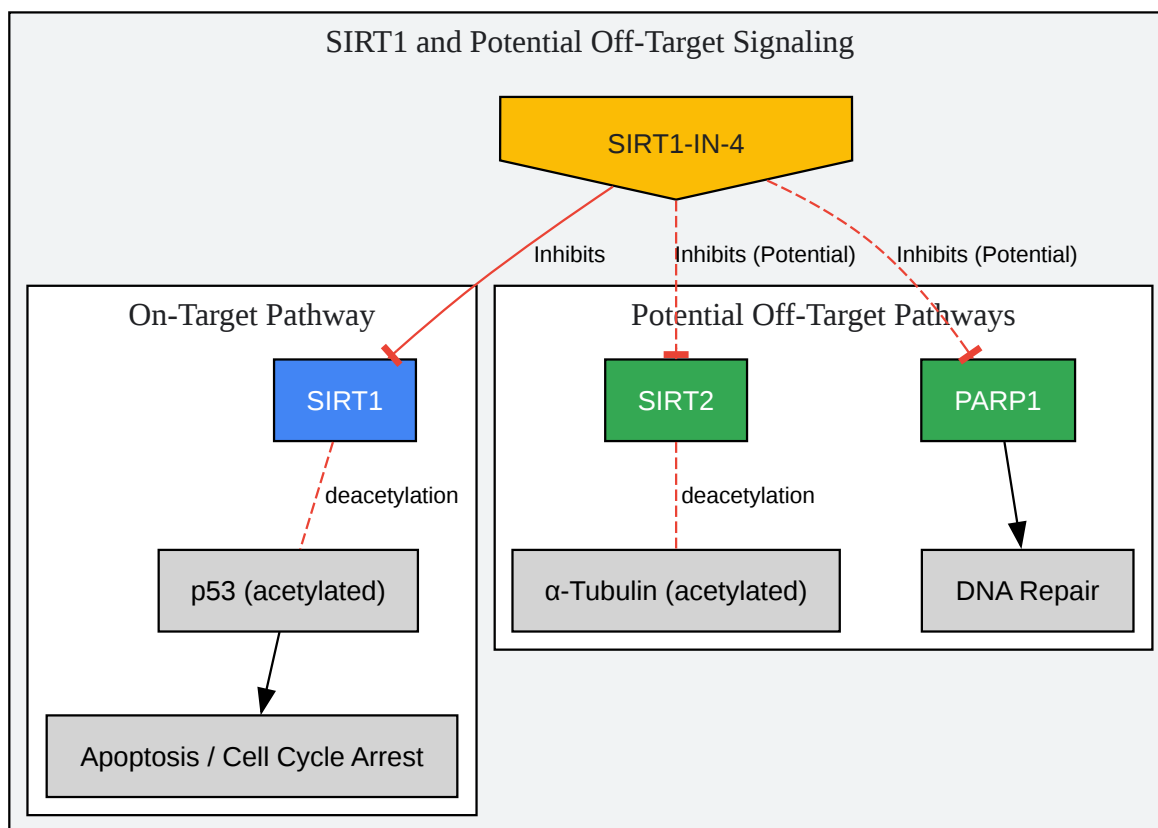 SIRT1 and Potential Off-Target Signaling
SIRT1-IN-4
Inhibits
Inhibits (Potential)
Inhibits (Potential)
On-Target Pathway
SIRT1
deacetylation
p53 (acetylated)
Apoptosis / Cell Cycle Arrest
Potential Off-Target Pathways
SIRT2
PARP1
deacetylation
α-Tubulin (acetylated)
DNA Repair